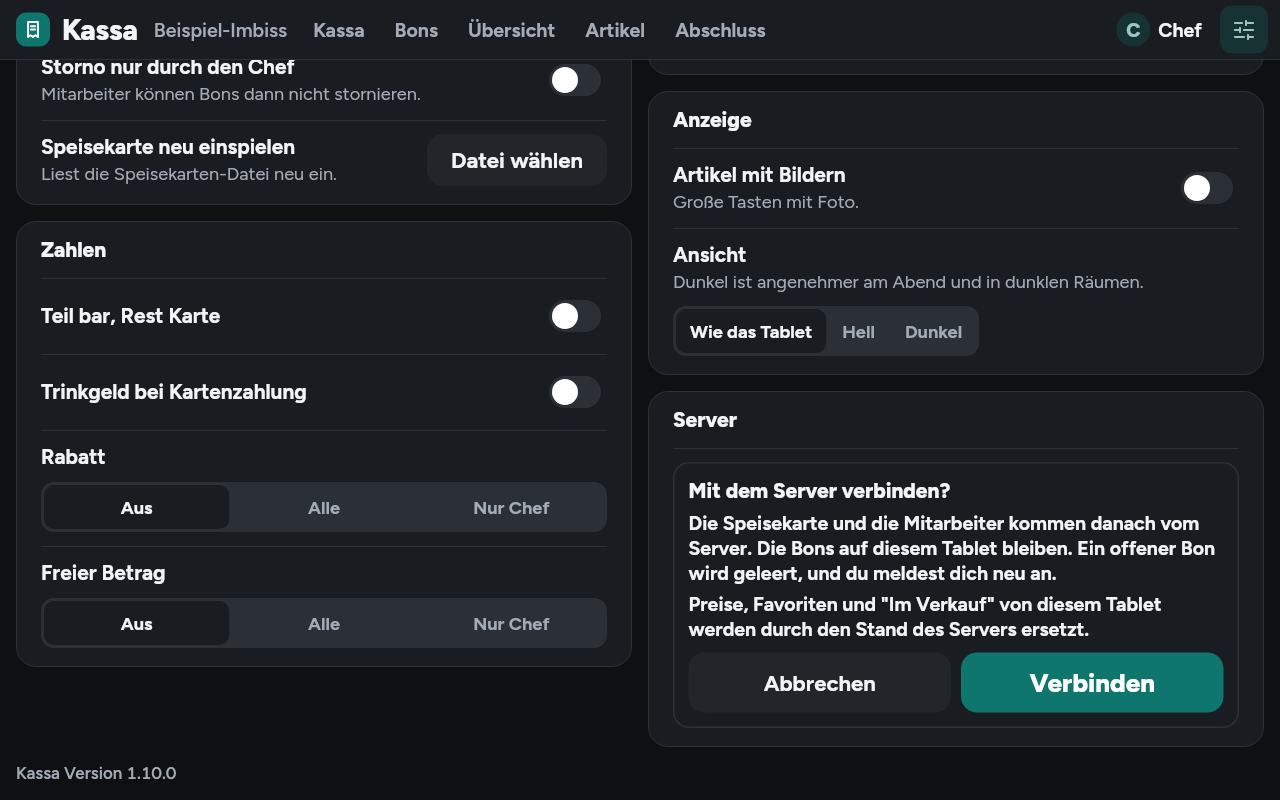 Kassa
Beispiel-Imbiss
Kassa
Bons
Übersicht
Artikel
Abschluss
C
Chef
Storno nur durch den Chef
Mitarbeiter können Bons dann nicht stornieren.
Speisekarte neu einspielen
Liest die Speisekarten-Datei neu ein.
Datei wählen
Zahlen
Teil bar, Rest Karte
Trinkgeld bei Kartenzahlung
Rabatt
Aus
Alle
Nur Chef
Freier Betrag
Aus
Alle
Nur Chef
Anzeige
Artikel mit Bildern
Große Tasten mit Foto.
Ansicht
Dunkel ist angenehmer am Abend und in dunklen Räumen.
Wie das Tablet
Hell
Dunkel
Server
Mit dem Server verbinden?
Die Speisekarte und die Mitarbeiter kommen danach vom
Server. Die Bons auf diesem Tablet bleiben. Ein offener Bon
wird geleert, und du meldest dich neu an.
Preise, Favoriten und "Im Verkauf" von diesem Tablet
werden durch den Stand des Servers ersetzt.
Abbrechen
Verbinden
Kassa Version 1.10.0